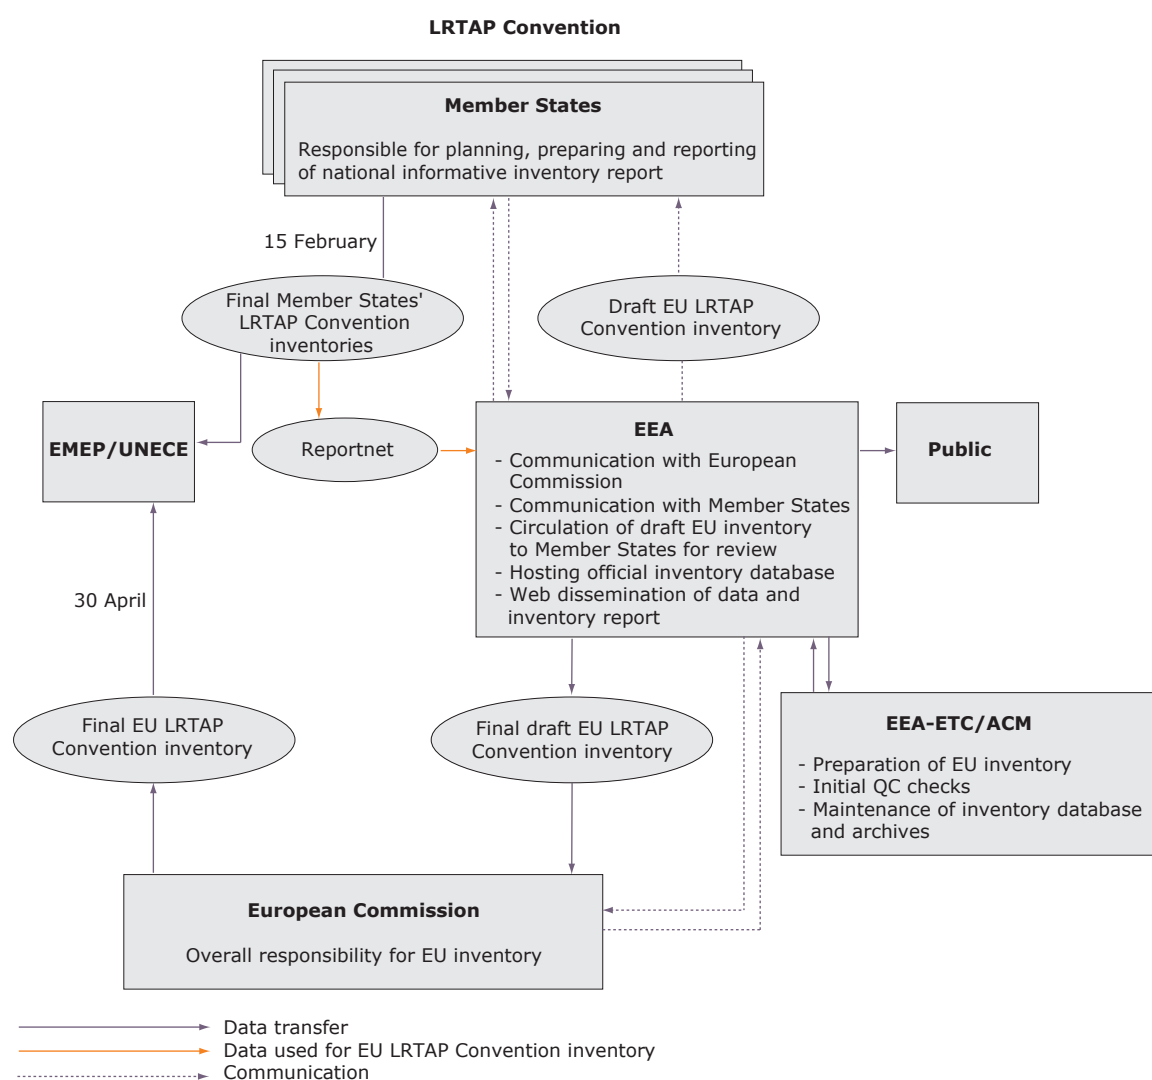 LRTAP Convention
Member States
Responsible for planning, preparing and reporting
of national informative inventory report
15 February
Final Member States'
LRTAP Convention
inventories
Draft EU LRTAP
Convention inventory
EMEP/UNECE
Reportnet
EEA
- Communication with European
Commission
- Communication with Member States
- Circulation of draft EU inventory
to Member States for review
- Hosting official inventory database
- Web dissemination of data and
inventory report
Public
30 April
Final EU LRTAP
Convention inventory
Final draft EU LRTAP
Convention inventory
EEA-ETC/ACM
- Preparation of EU inventory
- Initial QC checks
- Maintenance of inventory database
and archives
European Commission
Overall responsibility for EU inventory
Data transfer
Data used for EU LRTAP Convention inventory
Communication